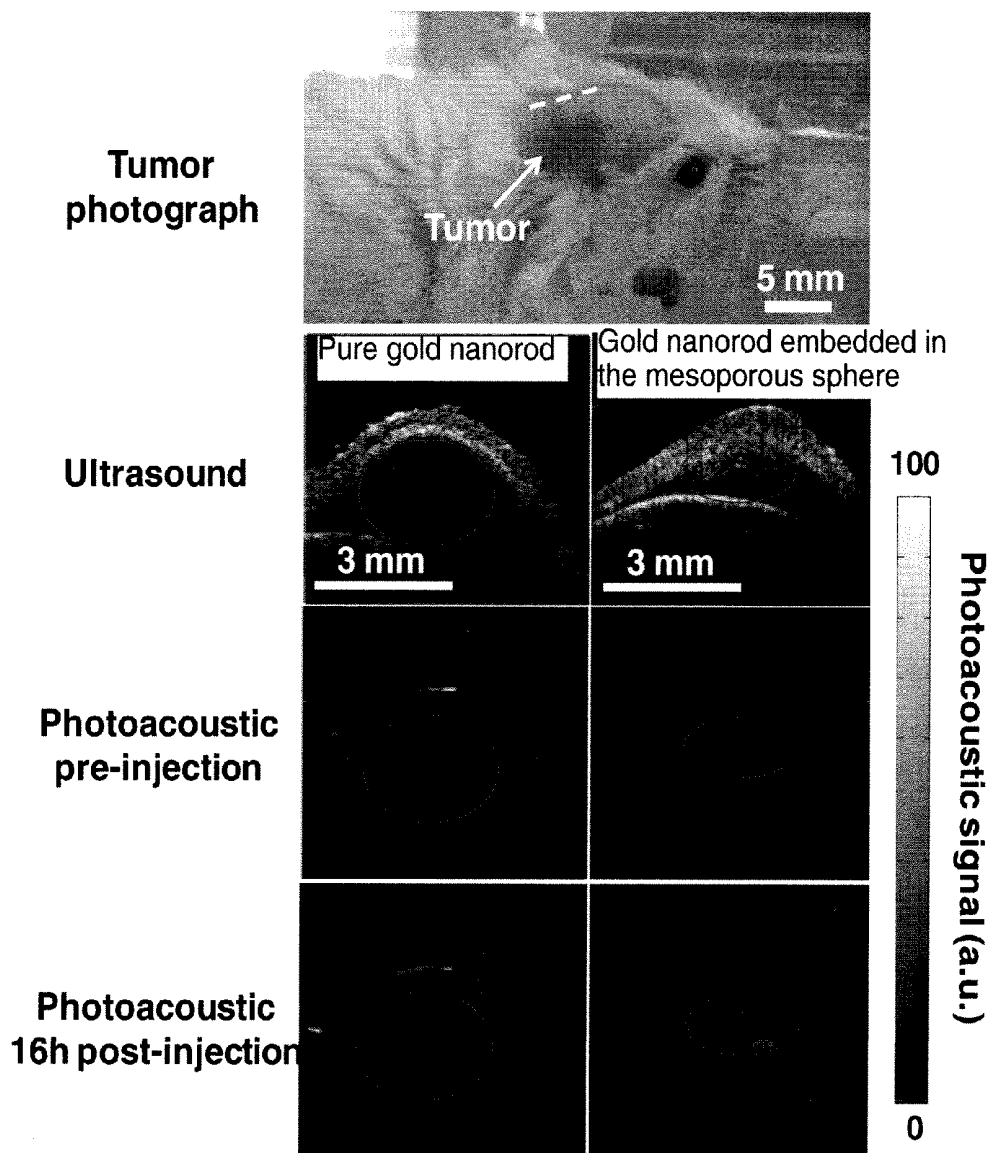 Tumor
photograph
Tumor
5 mm
Pure gold nanorod
Gold nanorod embedded in
the mesoporous sphere
Ultrasound
3 mm
3 mm
100
Photoacoustic signal (a.u.)
0
Photoacoustic
pre-injection
Photoacoustic
16h post-injection